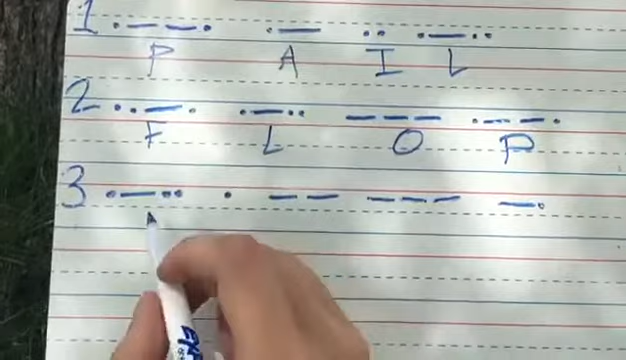 1 .--. .- .. .-..
P A I L
2 ..-. .-.. --- .--.
F L O P
3 .-.. . -- --- -.